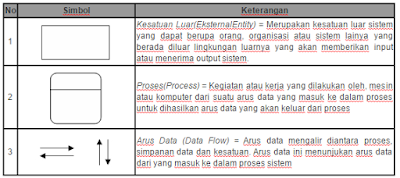 No Simbol Keterangan
1 Kesatuan Luar(EksternalEntity) = Merupakan kesatuan luar sistem
yang dapat berupa orang, organisasi atau sistem lainya yang
berada diluar lingkungan luarnya yang akan memberikan input
atau menerima output sistem.
2 Proses(Process) = Kegiatan atau kerja yang dilakukan oleh, mesin
atau komputer dari suatu arus data yang masuk ke dalam proses
untuk dihasilkan arus data yang akan keluar dari proses
3 Arus Data (Data Flow) = Arus data mengalir diantara proses,
simpanan data dan kesatuan. Arus data ini menunjukan arus data
dari yang masuk ke dalam proses sistem